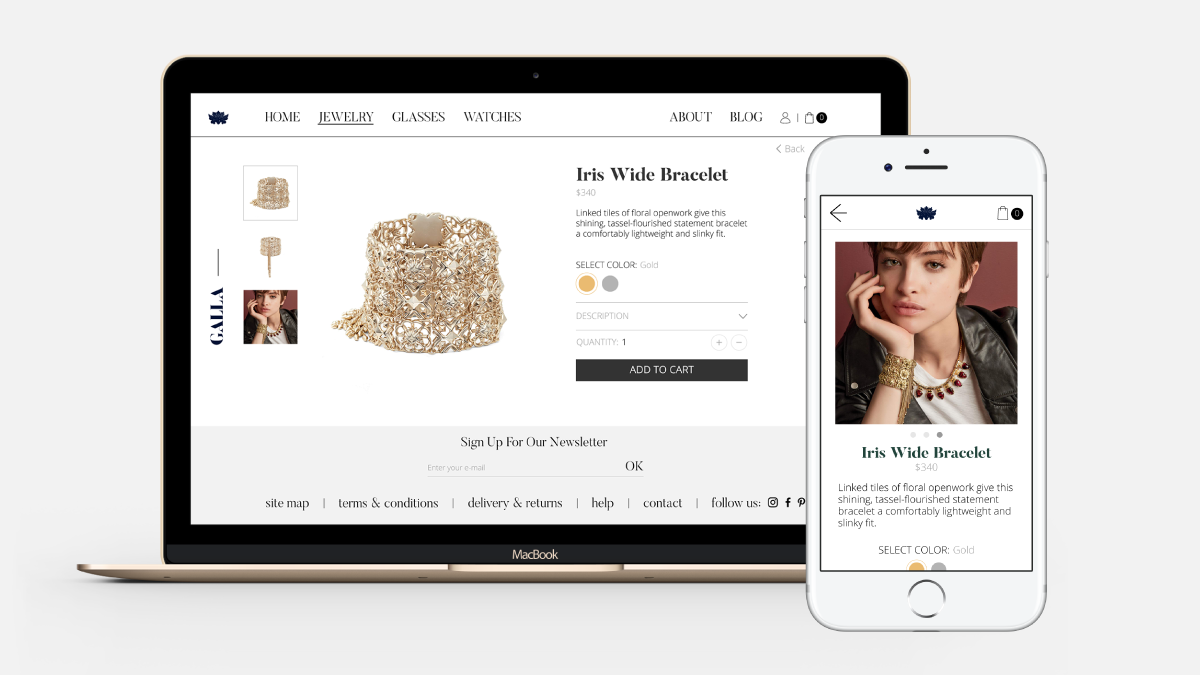 HOME JEWELRY GLASSES WATCHES ABOUT BLOG 0
Back
Iris Wide Bracelet
$340
Linked tiles of floral openwork give this
shining, tassel-flourished statement bracelet
a comfortably lightweight and slinky fit.
SELECT COLOR: Gold
DESCRIPTION
QUANTITY: 1 + −
ADD TO CART
GALLA
Sign Up For Our Newsletter
Enter your e-mail OK
site map | terms & conditions | delivery & returns | help | contact | follow us:
MacBook
0
Iris Wide Bracelet
$340
Linked tiles of floral openwork give this
shining, tassel-flourished statement
bracelet a comfortably lightweight and
slinky fit.
SELECT COLOR: Gold